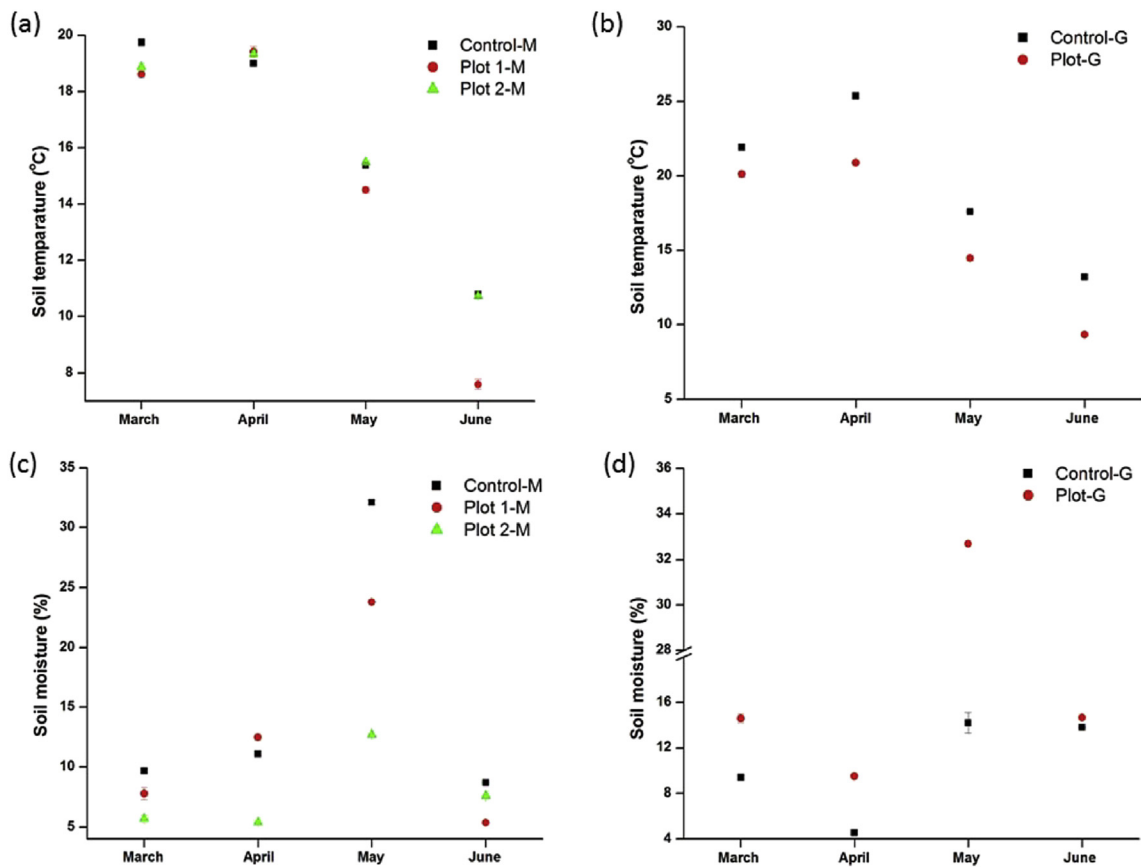 (a)
Control-M
Plot 1-M
Plot 2-M
Soil temparature (°C)
20
18
16
14
12
10
8
March April May June
(b)
Control-G
Plot-G
Soil temparature (°C)
30
25
20
15
10
5
March April May June
(c)
Control-M
Plot 1-M
Plot 2-M
Soil moisture (%)
35
30
25
20
15
10
5
March April May June
(d)
Control-G
Plot-G
Soil moisture (%)
36
34
32
30
28
16
12
8
4
March April May June